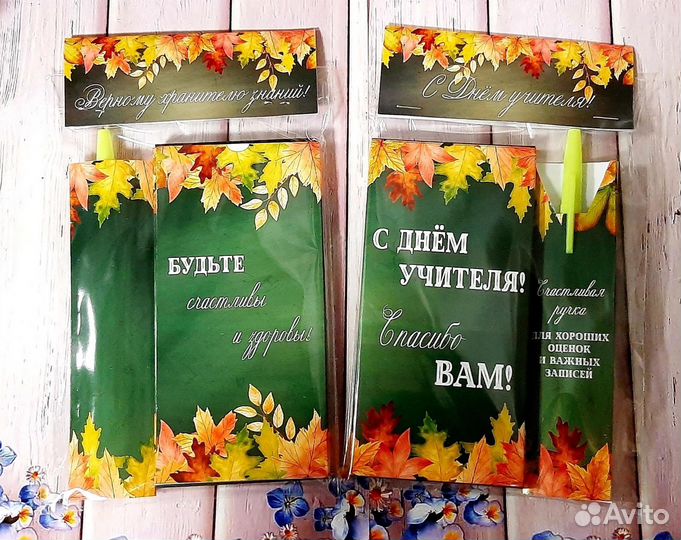 Верному хранителю знаний!
БУДЬТЕ
счастливы
и здоровы!
С Днём учителя!
С ДНЁМ
УЧИТЕЛЯ!
Спасибо
ВАМ!
Счастливая
ручка
ДЛЯ ХОРОШИХ
ОЦЕНОК
И ВАЖНЫХ
ЗАПИСЕЙ
Avito